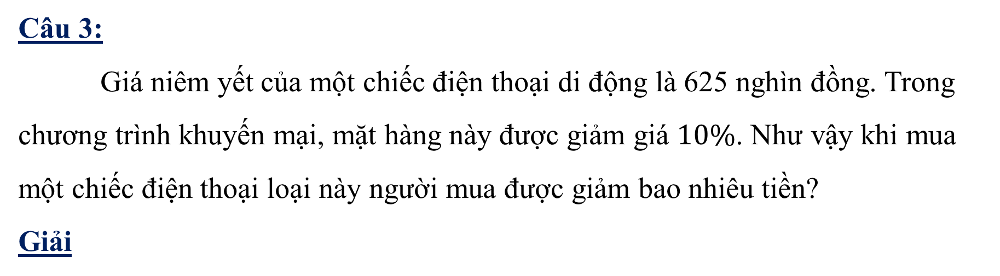 Câu 3:
Giá niêm yết của một chiếc điện thoại di động là 625 nghìn đồng. Trong
chương trình khuyến mại, mặt hàng này được giảm giá 10%. Như vậy khi mua
một chiếc điện thoại loại này người mua được giảm bao nhiêu tiền?
Giải